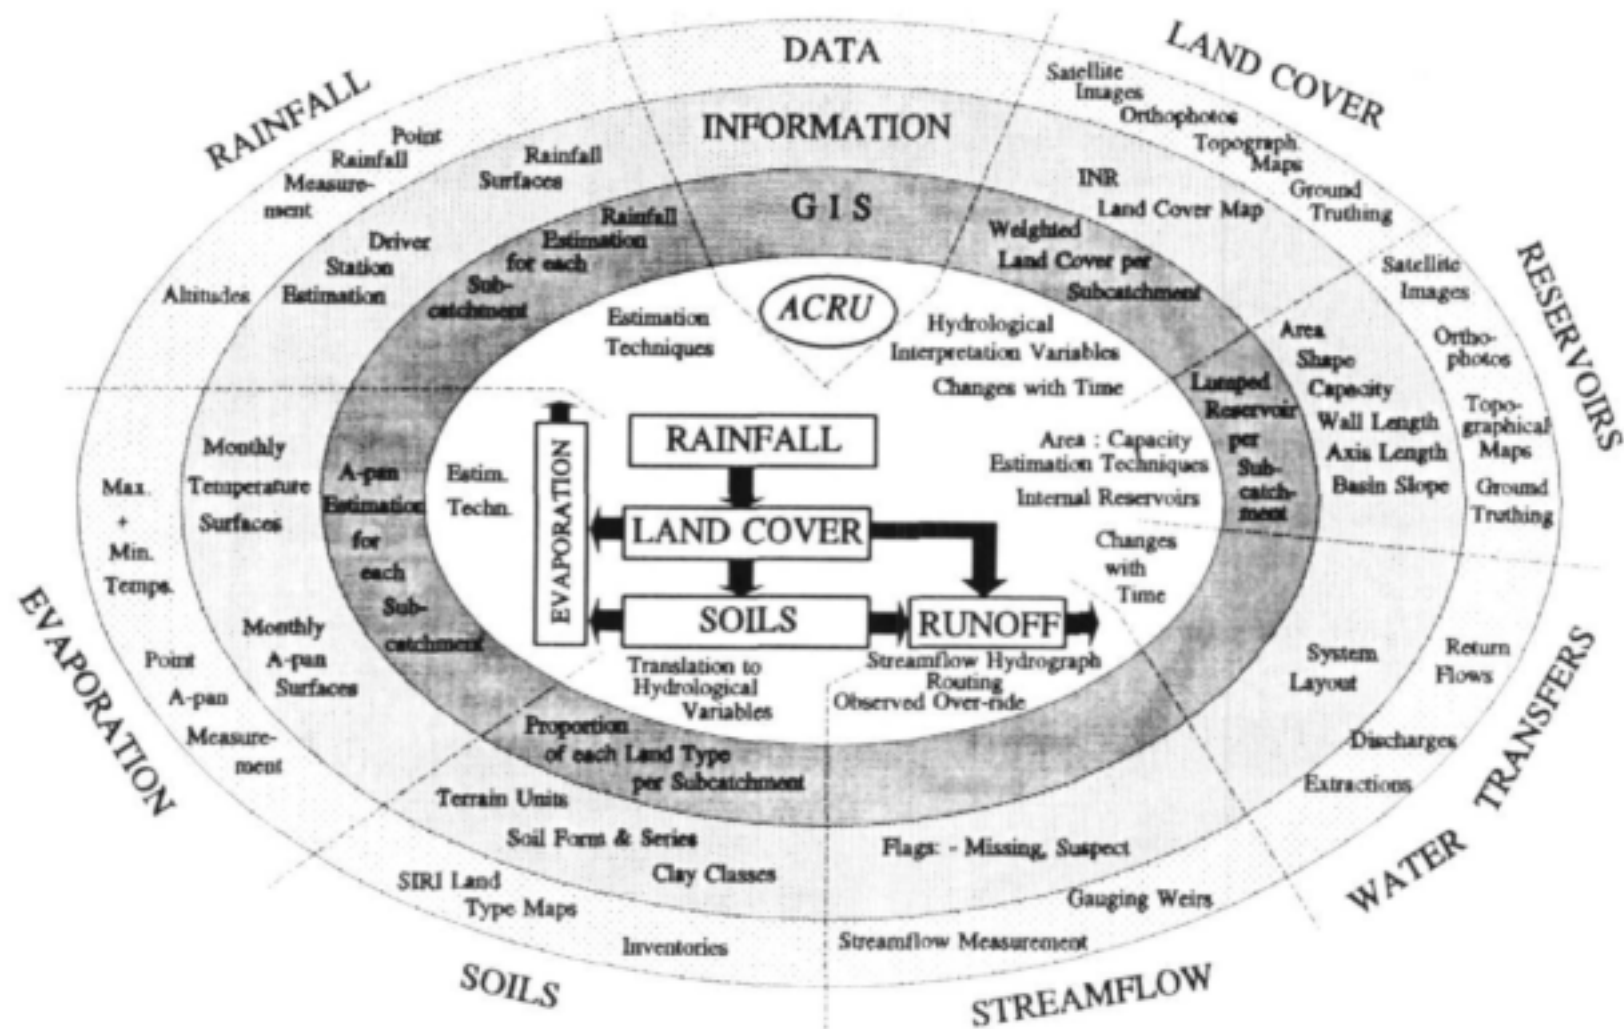 DATA
INFORMATION
G I S
ACRU
RAINFALL
Point
Rainfall
Measure-
ment
Altitudes
Rainfall
Surfaces
Driver
Station
Estimation
Rainfall
Estimation
for each
Sub-
catchment
Estimation
Techniques
LAND COVER
Satellite
Images
Orthophotos
Topograph.
Maps
Ground
Truthing
INR
Land Cover Map
Weighted
Land Cover per
Subcatchment
Hydrological
Interpretation Variables
Changes with Time
RESERVOIRS
Satellite
Images
Ortho-
photos
Topo-
graphical
Maps
Ground
Truthing
Area
Shape
Capacity
Wall Length
Axis Length
Basin Slope
Lumped
Reservoir
per
Sub-
catch-
ment
Area : Capacity
Estimation Techniques
Internal Reservoirs
WATER TRANSFERS
Return
Flows
Discharges
Extractions
System
Layout
Changes
with
Time
STREAMFLOW
Streamflow Measurement
Gauging Weirs
Flags: - Missing, Suspect
Streamflow Hydrograph
Routing
Observed Over-ride
SOILS
SIRI Land
Type Maps
Inventories
Terrain Units
Soil Form & Series
Clay Classes
Proportion
of each Land Type
per Subcatchment
Translation to
Hydrological
Variables
EVAPORATION
Max.
+
Min.
Temps.
Point
A-pan
Measure-
ment
Monthly
Temperature
Surfaces
Monthly
A-pan
Surfaces
A-pan
Estimation
for
each
Sub-
catchment
Estim.
Techn.
EVAPORATION
RAINFALL
LAND COVER
SOILS
RUNOFF